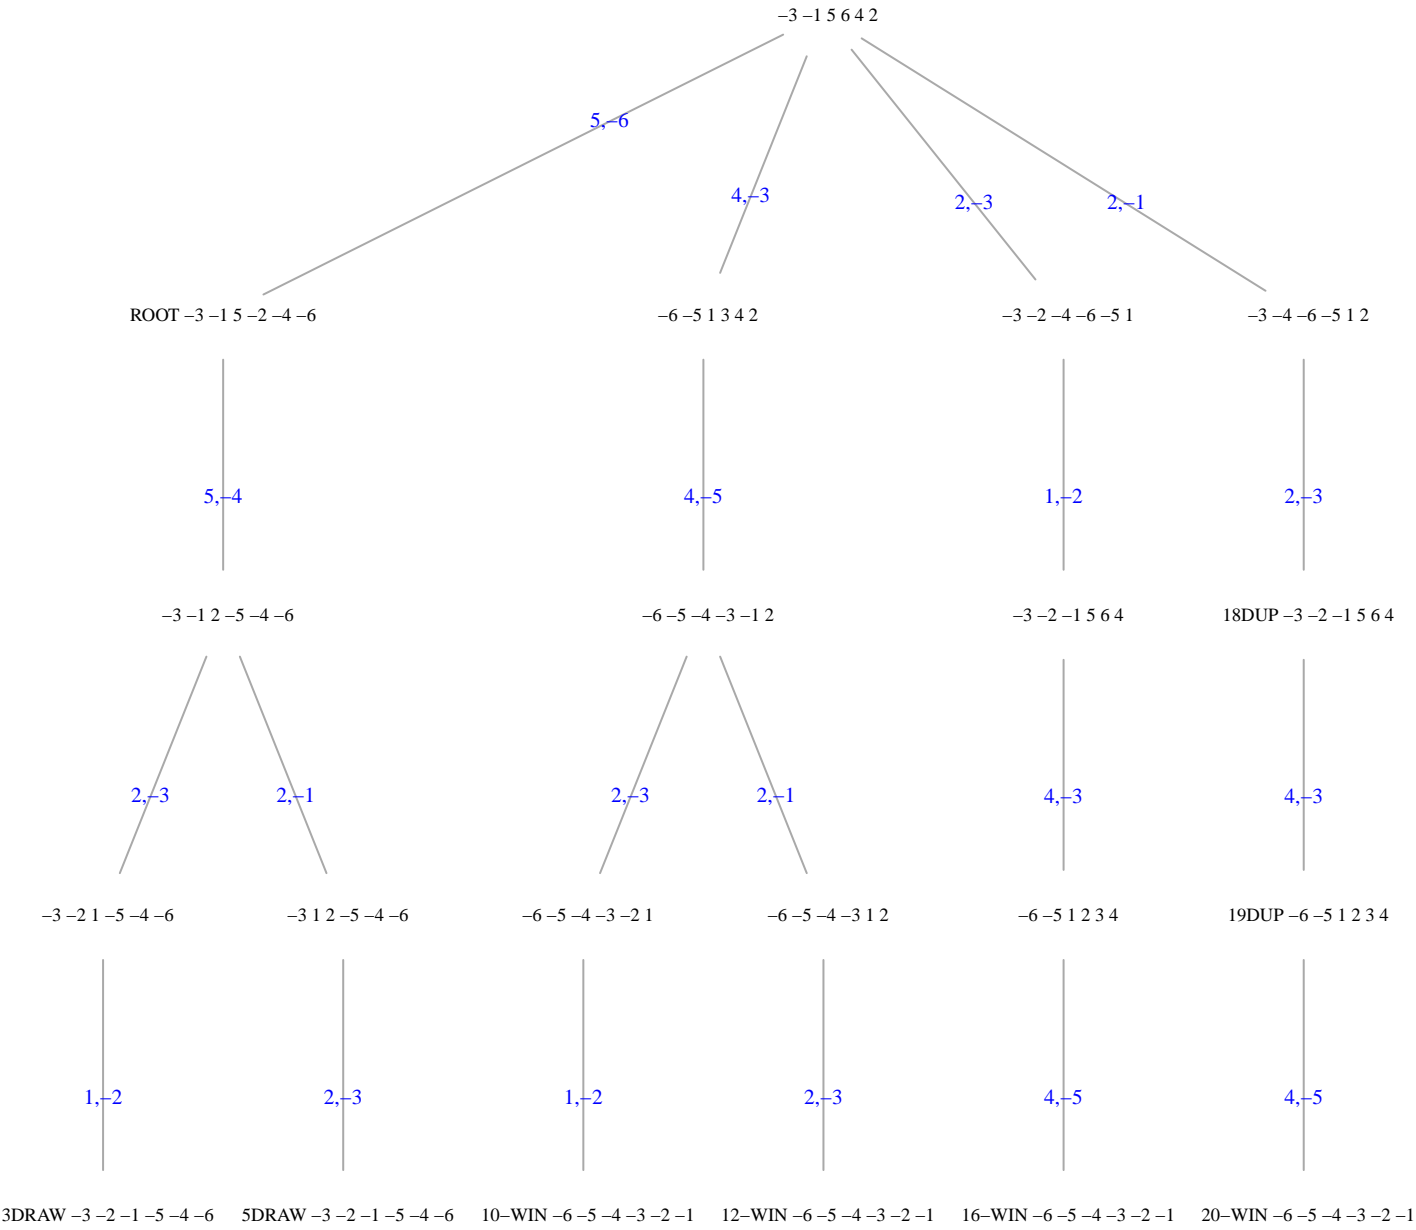 –3 –1 5 6 4 2
5,–6
4,–3
2,–3
2,–1
ROOT –3 –1 5 –2 –4 –6
–6 –5 1 3 4 2
–3 –2 –4 –6 –5 1
–3 –4 –6 –5 1 2
5,–4
4,–5
1,–2
2,–3
–3 –1 2 –5 –4 –6
–6 –5 –4 –3 –1 2
–3 –2 –1 5 6 4
18DUP –3 –2 –1 5 6 4
2,–3
2,–1
2,–3
2,–1
4,–3
4,–3
–3 –2 1 –5 –4 –6
–3 1 2 –5 –4 –6
–6 –5 –4 –3 –2 1
–6 –5 –4 –3 1 2
–6 –5 1 2 3 4
19DUP –6 –5 1 2 3 4
1,–2
2,–3
1,–2
2,–3
4,–5
4,–5
3DRAW –3 –2 –1 –5 –4 –6
5DRAW –3 –2 –1 –5 –4 –6
10–WIN –6 –5 –4 –3 –2 –1
12–WIN –6 –5 –4 –3 –2 –1
16–WIN –6 –5 –4 –3 –2 –1
20–WIN –6 –5 –4 –3 –2 –1